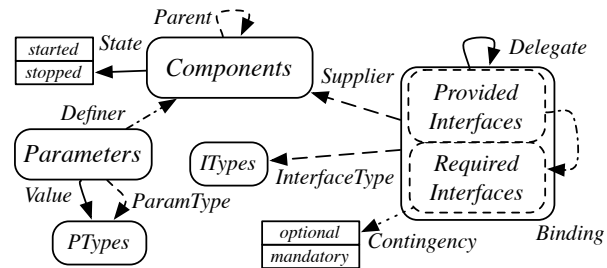 Parent
started
stopped
State
Components
Delegate
Supplier
Provided
Interfaces
Definer
Parameters
ITypes
InterfaceType
Required
Interfaces
Value
ParamType
PTypes
optional
mandatory
Contingency
Binding